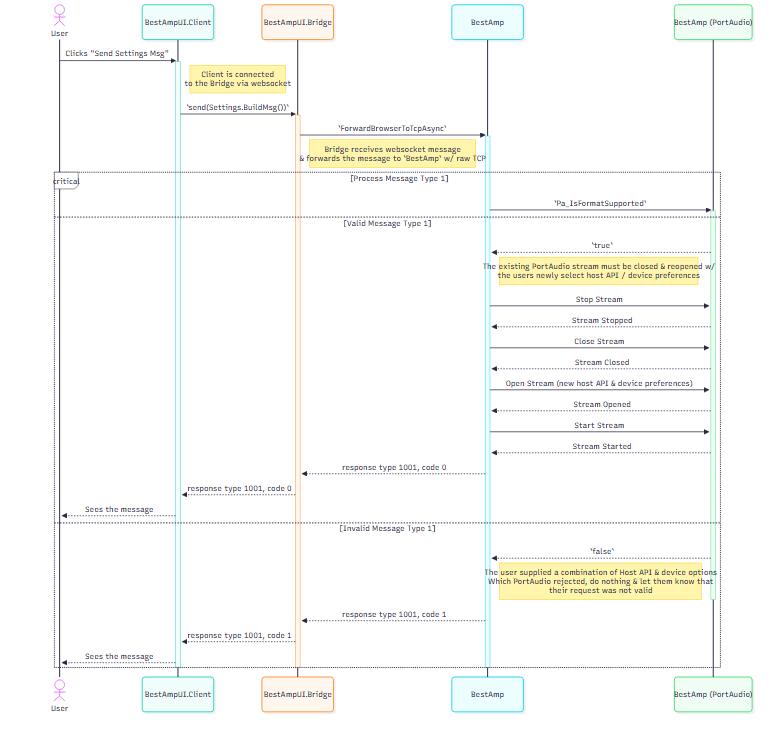 User
BestAmpUI.Client
BestAmpUI.Bridge
BestAmp
BestAmp (PortAudio)
Clicks "Send Settings Msg"
Client is connected
to the Bridge via websocket
`send(Settings.BuildMsg())`
`ForwardBrowserToTcpAsync`
Bridge receives websocket message
& forwards the message to `BestAmp` w/ raw TCP
critical
[Process Message Type 1]
`Pa_IsFormatSupported`
[Valid Message Type 1]
`true`
The existing PortAudio stream must be closed & reopened w/
the users newly select host API / device preferences
Stop Stream
Stream Stopped
Close Stream
Stream Closed
Open Stream (new host API & device preferences)
Stream Opened
Start Stream
Stream Started
response type 1001, code 0
response type 1001, code 0
Sees the message
[Invalid Message Type 1]
`false`
The user supplied a combination of Host API & device options
Which PortAudio rejected, do nothing & let them know that
their request was not valid
response type 1001, code 1
response type 1001, code 1
Sees the message
User
BestAmpUI.Client
BestAmpUI.Bridge
BestAmp
BestAmp (PortAudio)